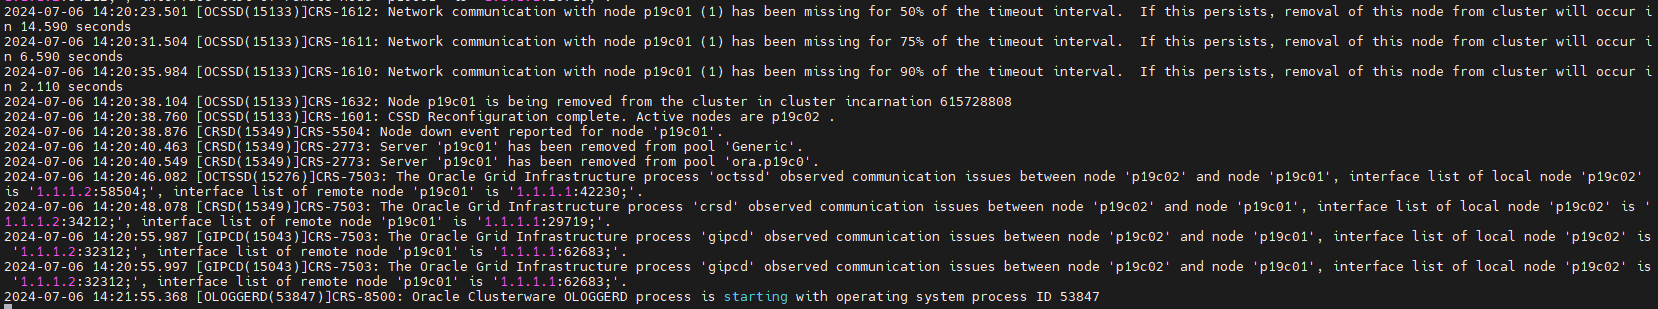 2024-07-06 14:20:23.501 [OCSSD(15133)]CRS-1612: Network communication with node p19c01 (1) has been missing for 50% of the timeout interval.  If this persists, removal of this node from cluster will occur i
n 14.590 seconds
2024-07-06 14:20:31.504 [OCSSD(15133)]CRS-1611: Network communication with node p19c01 (1) has been missing for 75% of the timeout interval.  If this persists, removal of this node from cluster will occur i
n 6.590 seconds
2024-07-06 14:20:35.984 [OCSSD(15133)]CRS-1610: Network communication with node p19c01 (1) has been missing for 90% of the timeout interval.  If this persists, removal of this node from cluster will occur i
n 2.110 seconds
2024-07-06 14:20:38.104 [OCSSD(15133)]CRS-1632: Node p19c01 is being removed from the cluster in cluster incarnation 615728808
2024-07-06 14:20:38.760 [OCSSD(15133)]CRS-1601: CSSD Reconfiguration complete. Active nodes are p19c02 .
2024-07-06 14:20:38.876 [CRSD(15349)]CRS-5504: Node down event reported for node 'p19c01'.
2024-07-06 14:20:40.463 [CRSD(15349)]CRS-2773: Server 'p19c01' has been removed from pool 'Generic'.
2024-07-06 14:20:40.549 [CRSD(15349)]CRS-2773: Server 'p19c01' has been removed from pool 'ora.p19c0'.
2024-07-06 14:20:46.082 [OCTSSD(15276)]CRS-7503: The Oracle Grid Infrastructure process 'octssd' observed communication issues between node 'p19c02' and node 'p19c01', interface list of local node 'p19c02'
is '1.1.1.2:58504;', interface list of remote node 'p19c01' is '1.1.1.1:42230;'.
2024-07-06 14:20:48.078 [CRSD(15349)]CRS-7503: The Oracle Grid Infrastructure process 'crsd' observed communication issues between node 'p19c02' and node 'p19c01', interface list of local node 'p19c02' is '
1.1.1.2:34212;', interface list of remote node 'p19c01' is '1.1.1.1:29719;'.
2024-07-06 14:20:55.987 [GIPCD(15043)]CRS-7503: The Oracle Grid Infrastructure process 'gipcd' observed communication issues between node 'p19c02' and node 'p19c01', interface list of local node 'p19c02' is
'1.1.1.2:32312;', interface list of remote node 'p19c01' is '1.1.1.1:62683;'.
2024-07-06 14:20:55.997 [GIPCD(15043)]CRS-7503: The Oracle Grid Infrastructure process 'gipcd' observed communication issues between node 'p19c02' and node 'p19c01', interface list of local node 'p19c02' is
'1.1.1.2:32312;', interface list of remote node 'p19c01' is '1.1.1.1:62683;'.
2024-07-06 14:21:55.368 [OLOGGERD(53847)]CRS-8500: Oracle Clusterware OLOGGERD process is starting with operating system process ID 53847